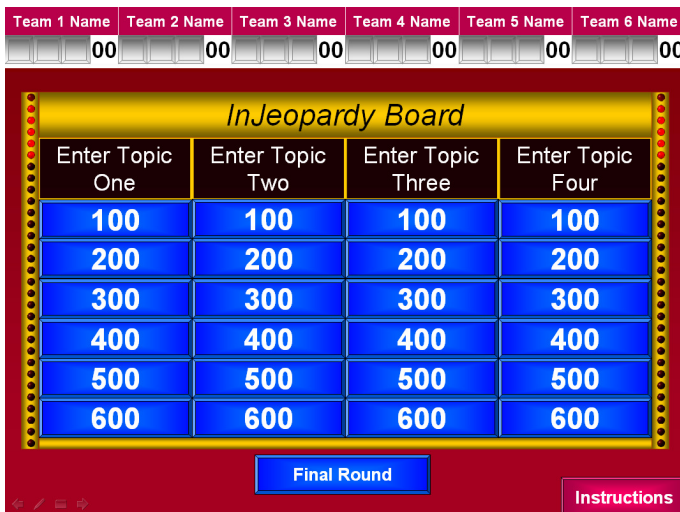 Team 1 Name Team 2 Name Team 3 Name Team 4 Name Team 5 Name Team 6 Name
00 00 00 00 00 00
InJeopardy Board
Enter Topic One Enter Topic Two Enter Topic Three Enter Topic Four
100 100 100 100
200 200 200 200
300 300 300 300
400 400 400 400
500 500 500 500
600 600 600 600
Final Round
Instructions